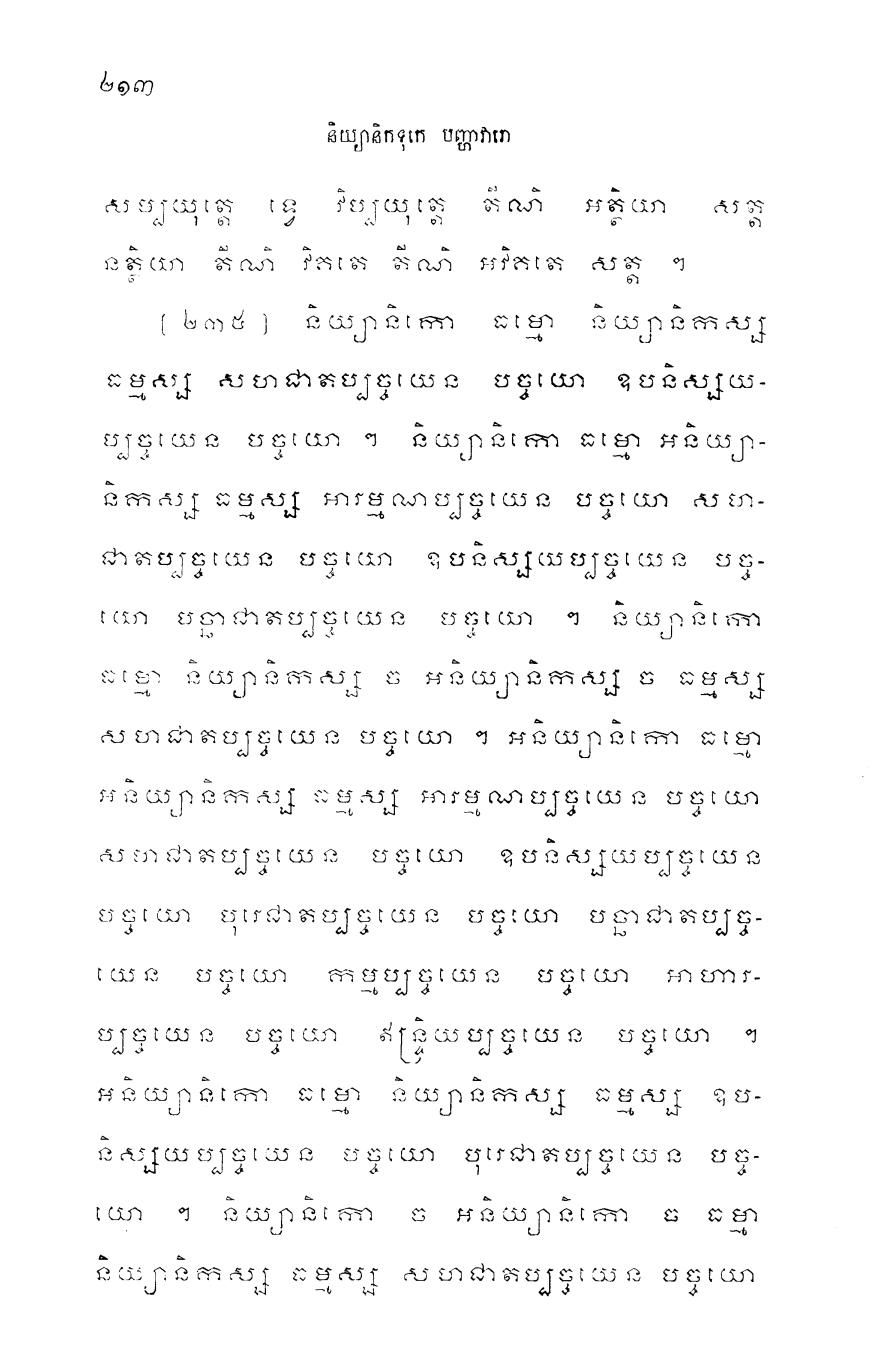 ២១៣
និយ្យានិកទុកេ បញ្ហាវារោ
សម្បយុត្តេ ទ្វេ វិប្បយុត្តេ តីណិ អត្ថិយា សត្ត
នត្ថិយា តីណិ វិគតេ តីណិ អវិគតេ សត្ត ។
[ ២៣៥ ] និយ្យានិកោ ធម្មោ និយ្យានិកស្ស
ធម្មស្ស សហជាតប្បច្ចយេន បច្ចយោ ឧបនិស្សយ-
ប្បច្ចយេន បច្ចយោ ។ និយ្យានិកោ ធម្មោ អនិយ្យា-
និកស្ស ធម្មស្ស អារម្មណប្បច្ចយេន បច្ចយោ សហ-
ជាតប្បច្ចយេន បច្ចយោ ឧបនិស្សយប្បច្ចយេន បច្ច-
យោ បច្ឆាជាតប្បច្ចយេន បច្ចយោ ។ និយ្យានិកោ
ធម្មោ និយ្យានិកស្ស ច អនិយ្យានិកស្ស ច ធម្មស្ស
សហជាតប្បច្ចយេន បច្ចយោ ។ អនិយ្យានិកោ ធម្មោ
អនិយ្យានិកស្ស ធម្មស្ស អារម្មណប្បច្ចយេន បច្ចយោ
សហជាតប្បច្ចយេន បច្ចយោ ឧបនិស្សយប្បច្ចយេន
បច្ចយោ បុរេជាតប្បច្ចយេន បច្ចយោ បច្ឆាជាតប្បច្ច-
យេន បច្ចយោ កម្មប្បច្ចយេន បច្ចយោ អាហារ-
ប្បច្ចយេន បច្ចយោ ឥន្ទ្រិយប្បច្ចយេន បច្ចយោ ។
អនិយ្យានិកោ ធម្មោ និយ្យានិកស្ស ធម្មស្ស ឧប-
និស្សយប្បច្ចយេន បច្ចយោ បុរេជាតប្បច្ចយេន បច្ច-
យោ ។ និយ្យានិកោ ច អនិយ្យានិកោ ច ធម្មា
និយ្យានិកស្ស ធម្មស្ស សហជាតប្បច្ចយេន បច្ចយោ